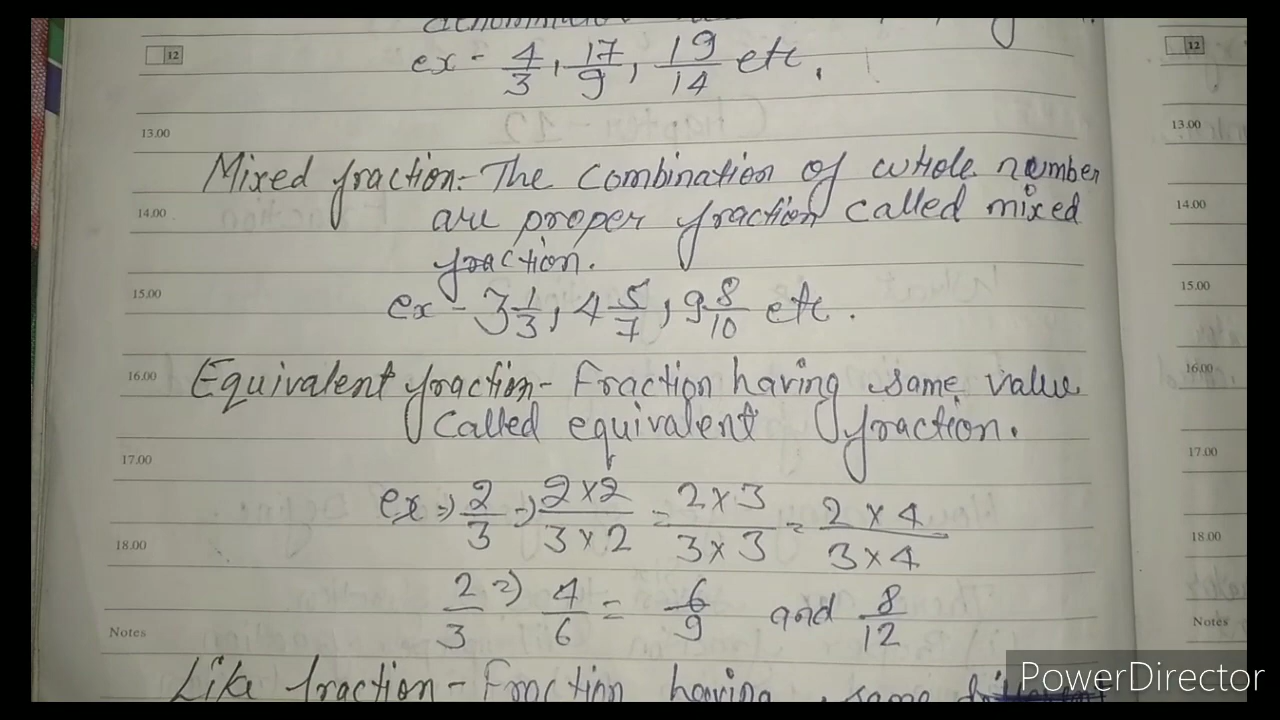 12
ex - 4/3, 17/9, 19/14 etc,
12
13.00
13.00
Mixed fraction:- The combination of whole number
14.00
are proper fraction called mixed
14.00
fraction.
15.00
ex - 3 1/3, 4 5/7, 9 8/10 etc.
15.00
16.00
Equivalent fraction- Fraction having same value
16.00
called equivalent fraction.
17.00
17.00
ex => 2/3 => 2×2/3×2 = 2×3/3×3 = 2×4/3×4
18.00
18.00
2/3 => 4/6 = 6/9 and 8/12
Notes
Notes
Like fraction - Fraction having same
PowerDirector